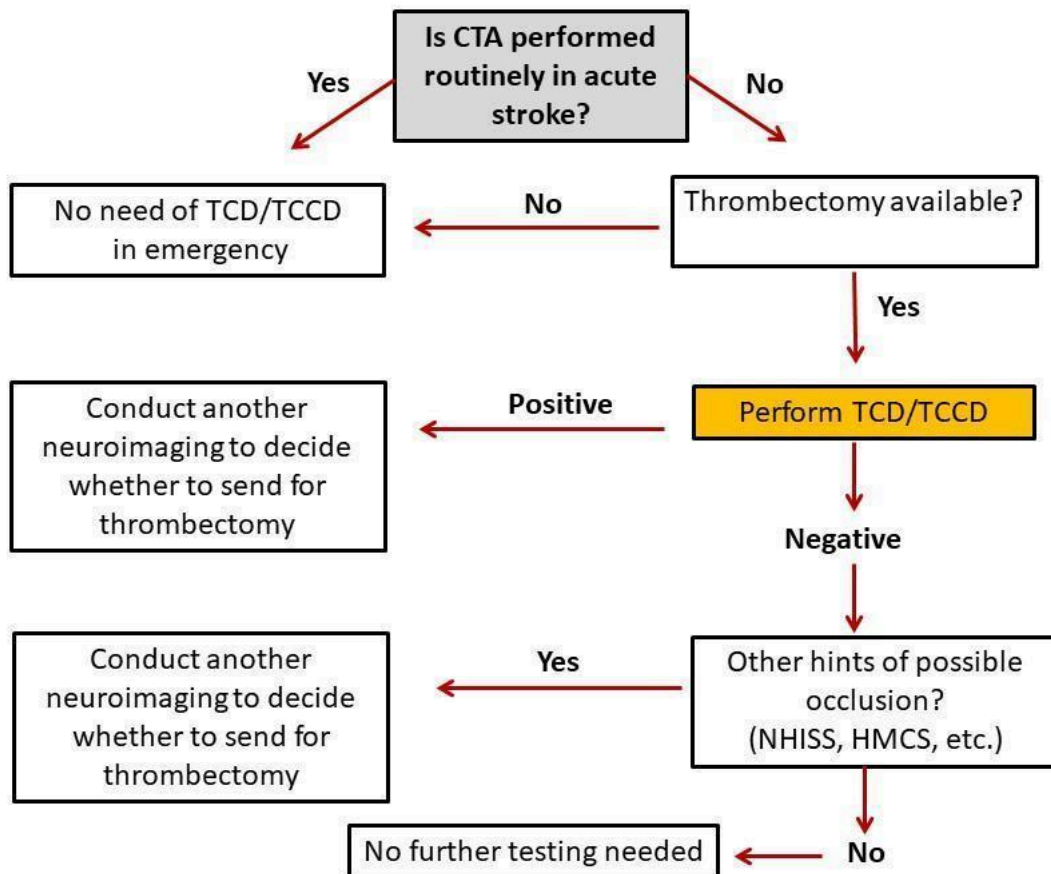 Is CTA performed
routinely in acute
stroke?
Yes
No
No need of TCD/TCCD
in emergency
No
Thrombectomy available?
Yes
Conduct another
neuroimaging to decide
whether to send for
thrombectomy
Positive
Perform TCD/TCCD
Negative
Conduct another
neuroimaging to decide
whether to send for
thrombectomy
Yes
Other hints of possible
occlusion?
(NHISS, HMCS, etc.)
No further testing needed
No